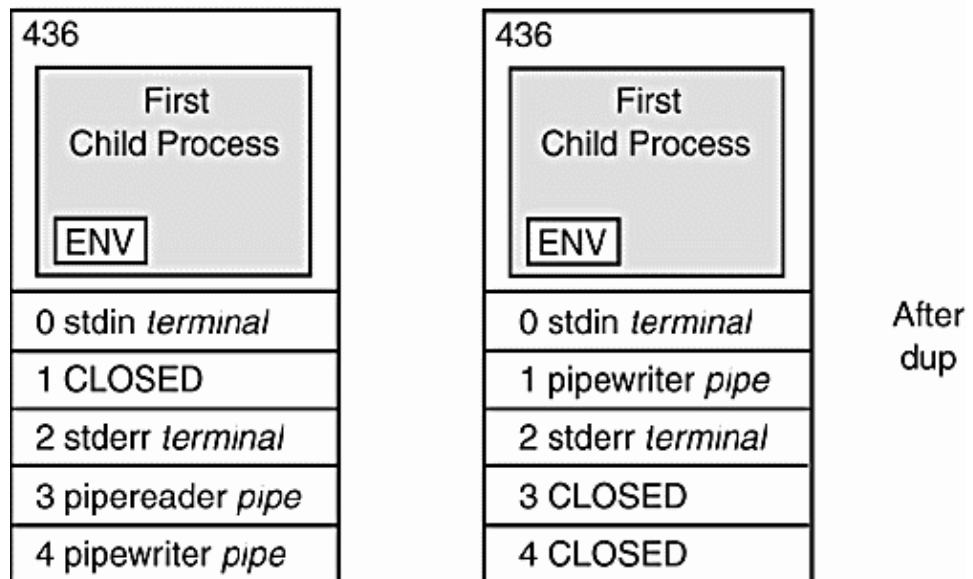 436
First
Child Process
ENV
0 stdin terminal
1 CLOSED
2 stderr terminal
3 pipereader pipe
4 pipewriter pipe
436
First
Child Process
ENV
0 stdin terminal
1 pipewriter pipe
2 stderr terminal
3 CLOSED
4 CLOSED
After
dup